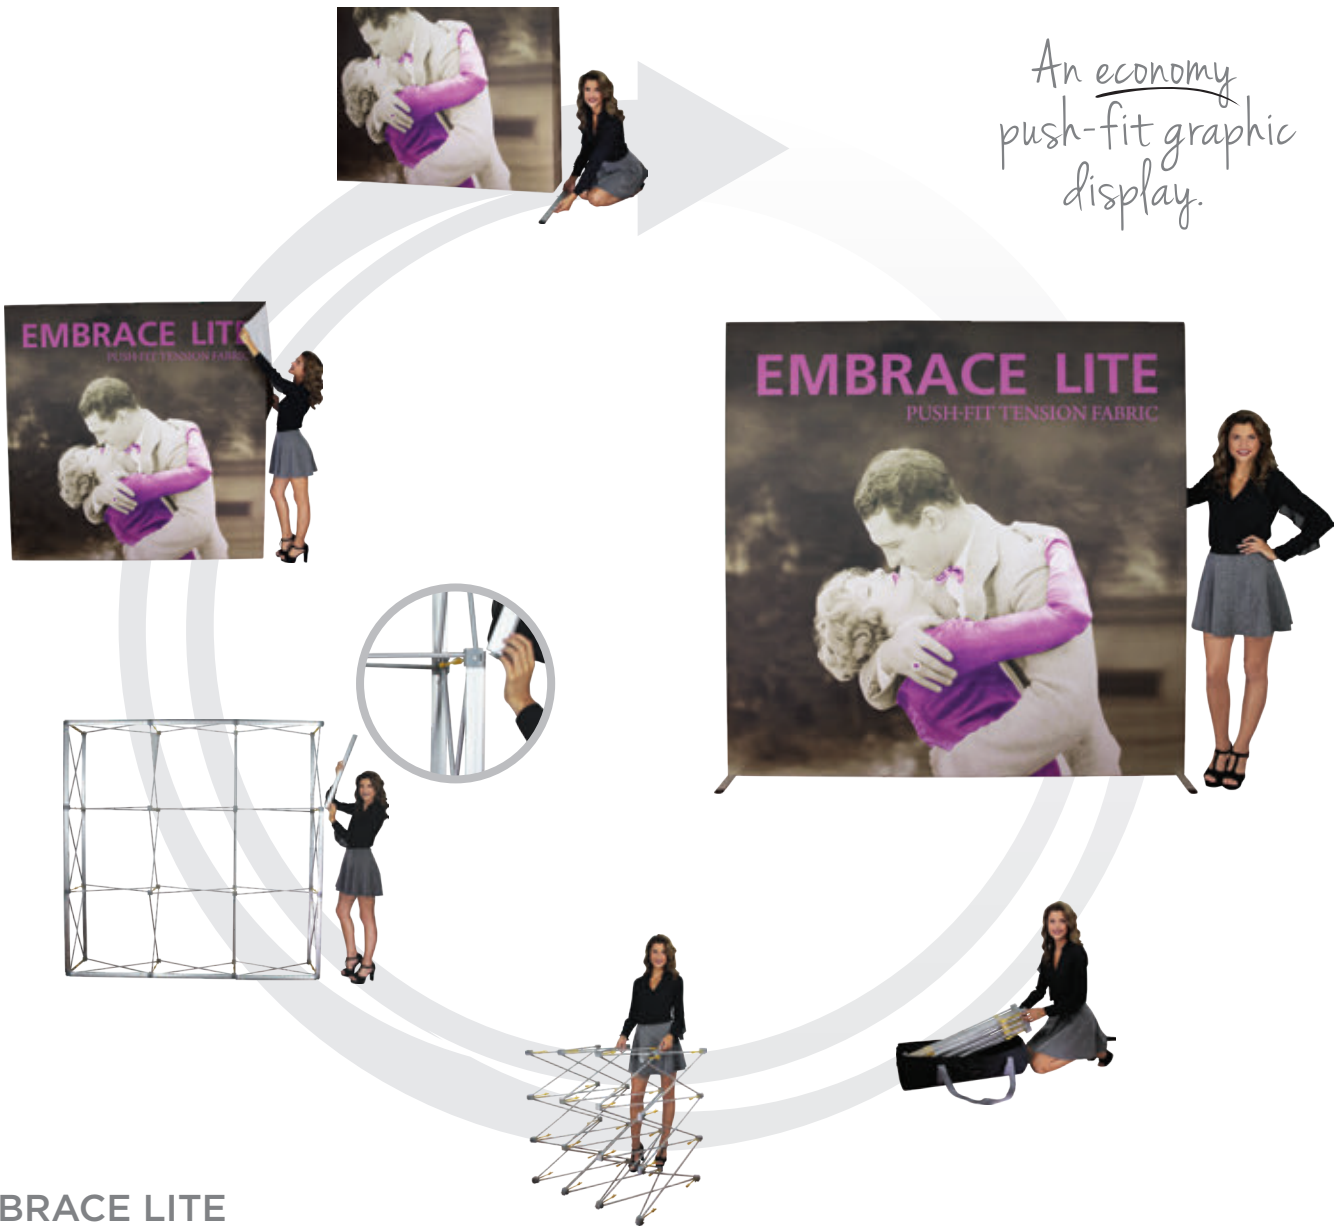 An economy
push-fit graphic
display.
EMBRACE LITE
PUSH-FIT TENSION FABRIC
EMBRACE LITE
PUSH-FIT TENSION FABRIC
BRACE LITE